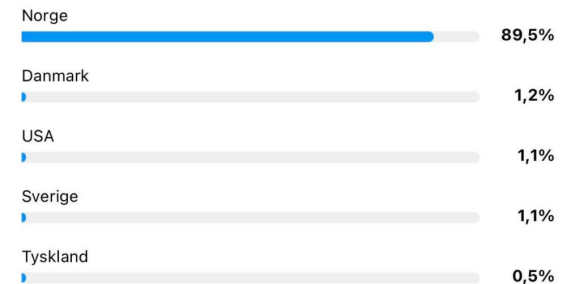 Norge
89,5%
Danmark
1,2%
USA
1,1%
Sverige
1,1%
Tyskland
0,5%